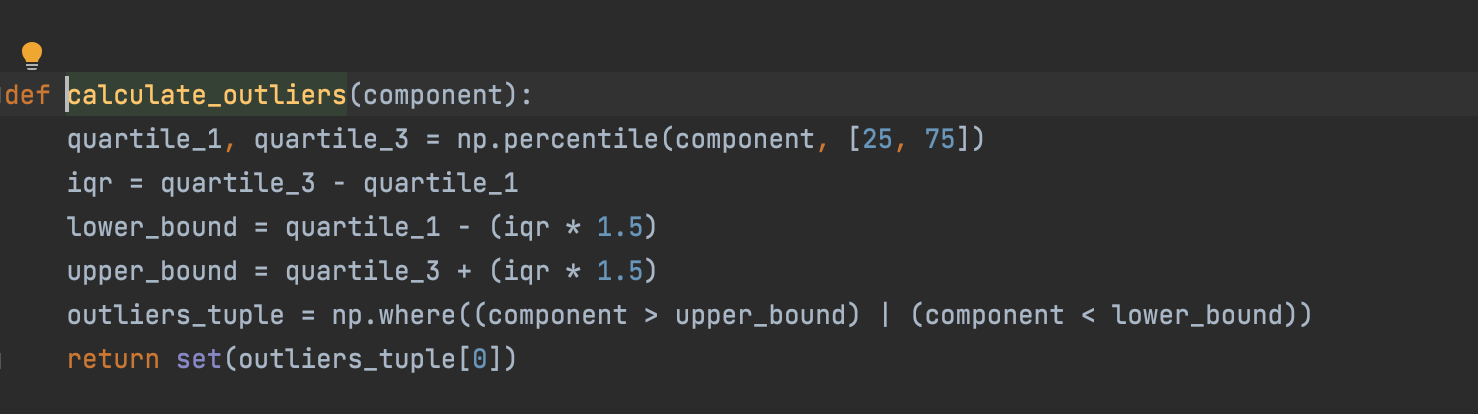 def calculate_outliers(component):
    quartile_1, quartile_3 = np.percentile(component, [25, 75])
    iqr = quartile_3 - quartile_1
    lower_bound = quartile_1 - (iqr * 1.5)
    upper_bound = quartile_3 + (iqr * 1.5)
    outliers_tuple = np.where((component > upper_bound) | (component < lower_bound))
    return set(outliers_tuple[0])